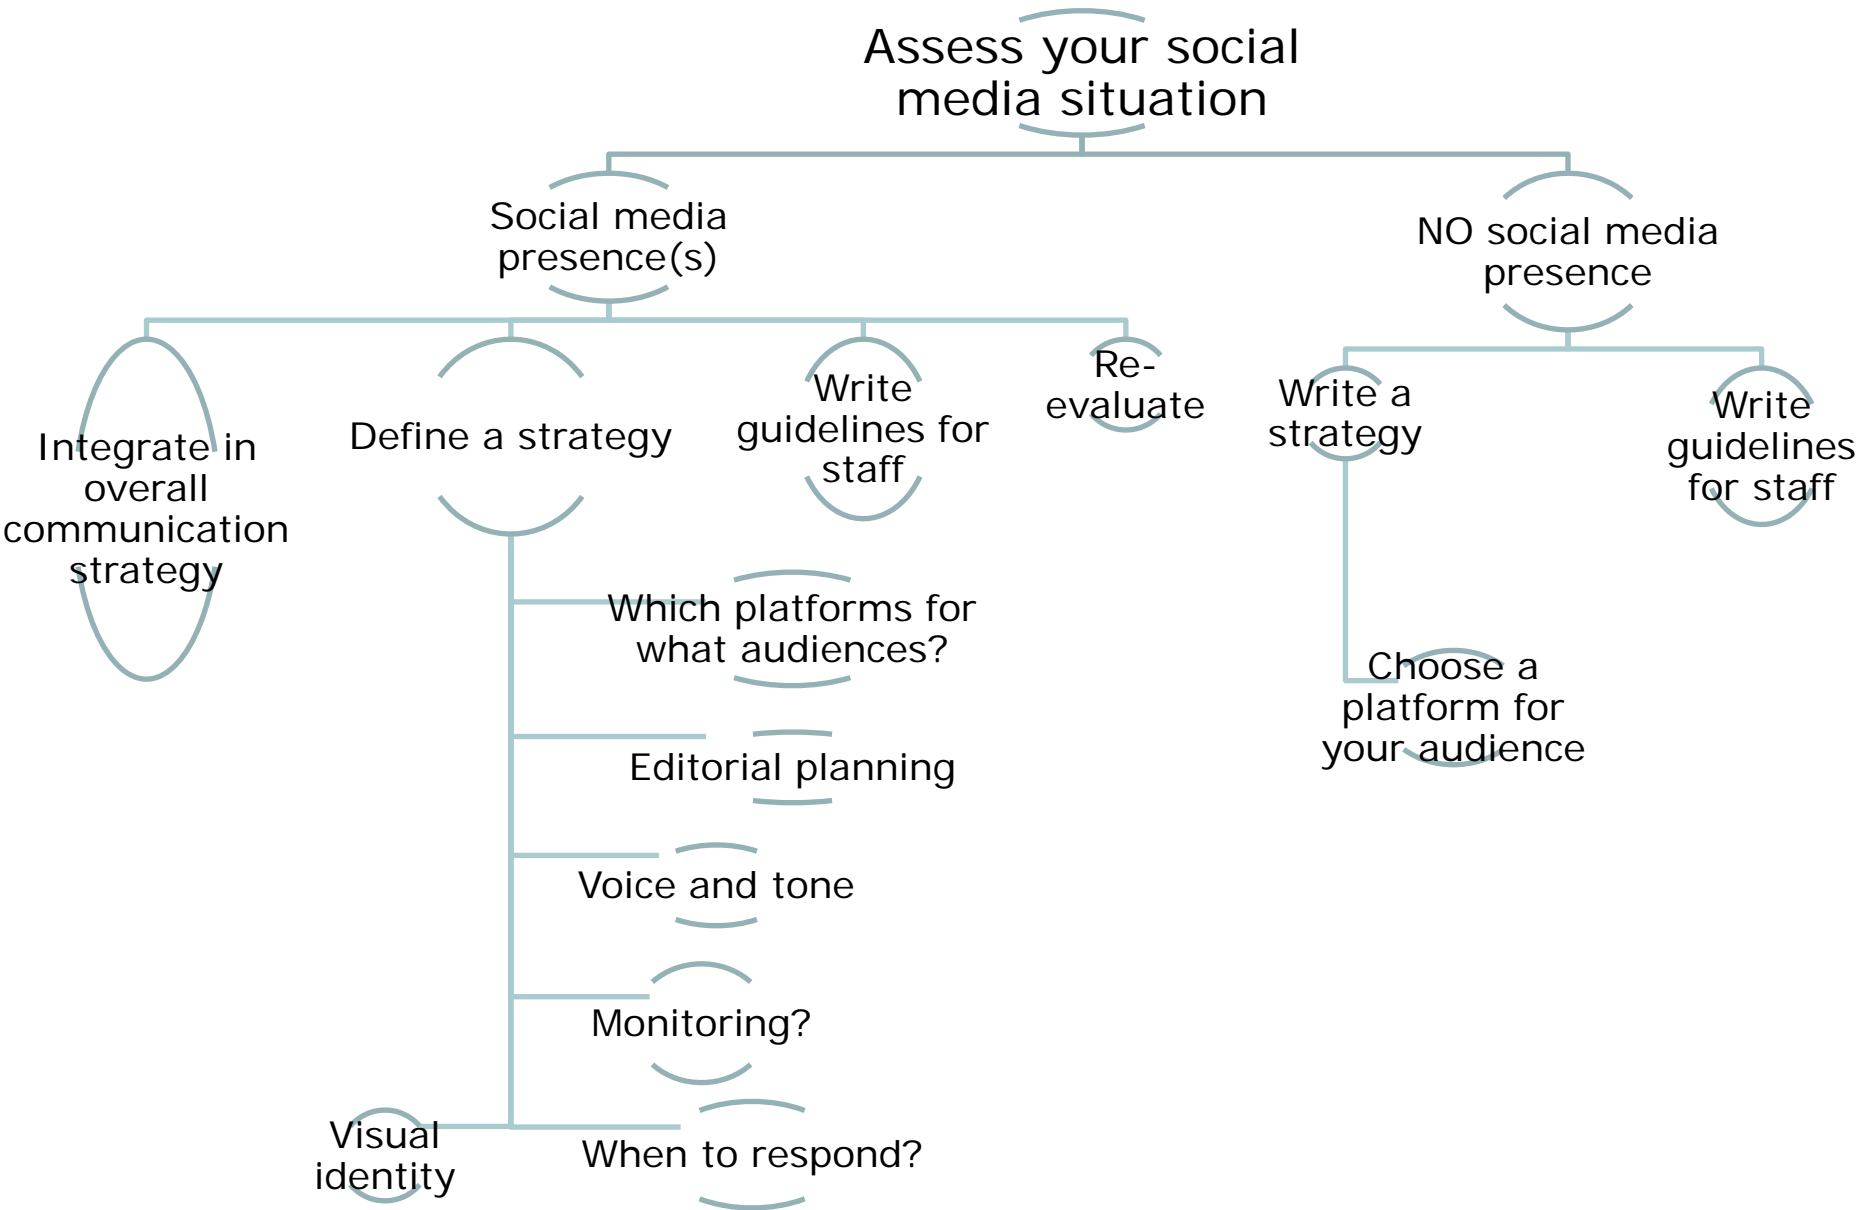 Assess your social
media situation
Social media
presence(s)
NO social media
presence
Integrate in
overall
communication
strategy
Define a strategy
Write
guidelines for
staff
Re-
evaluate
Write a
strategy
Write
guidelines
for staff
Which platforms for
what audiences?
Editorial planning
Voice and tone
Monitoring?
When to respond?
Visual
identity
Choose a
platform for
your audience